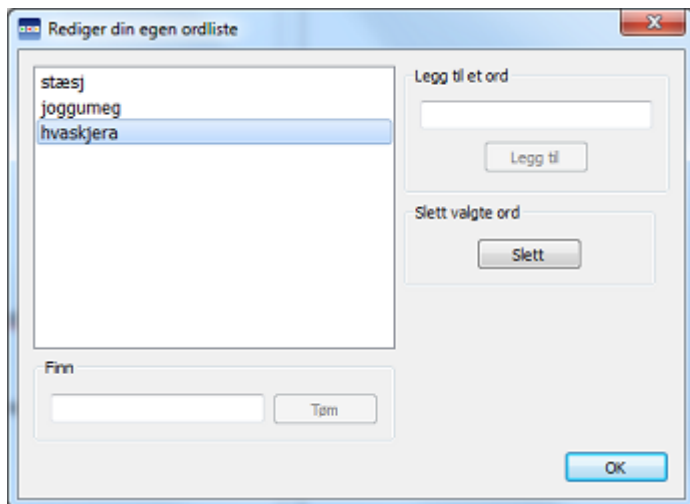 Rediger din egen ordliste
stæsj
joggumeg
hvaskjera
Legg til et ord
Legg til
Slett valgte ord
Slett
Finn
Tøm
OK